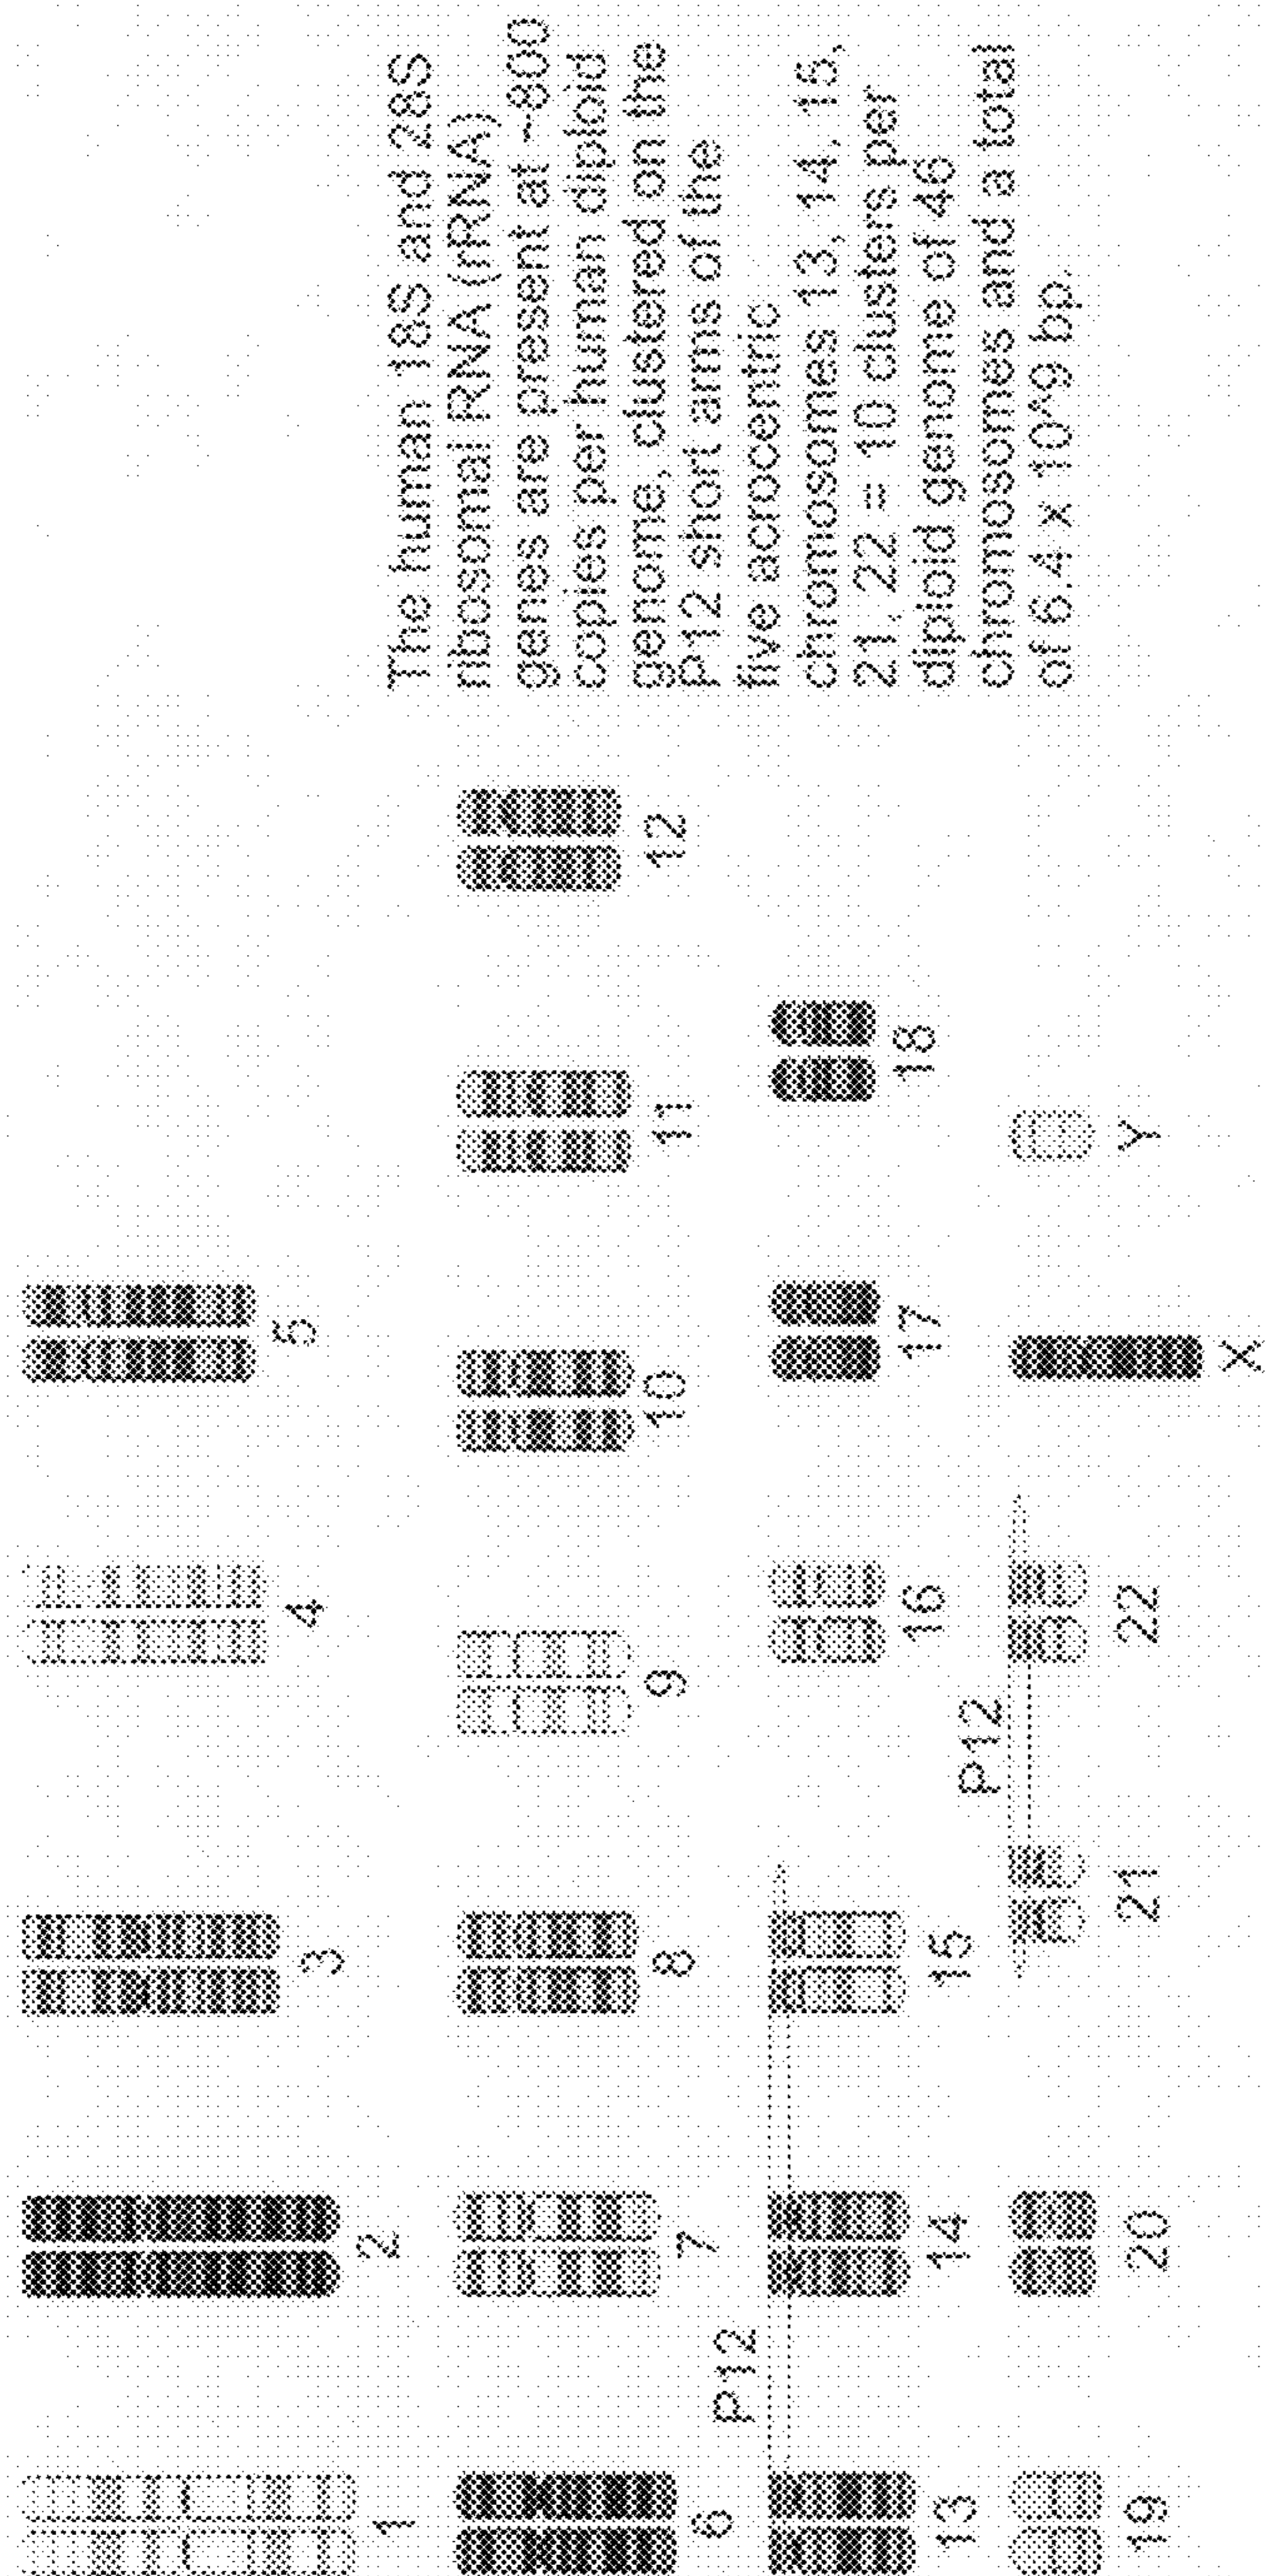 1
2
3
4
5
6
7
8
9
10
11
12
P12
13
14
15
16
17
18
P12
19
20
21
22
X
Y
The human 18S and 28S
ribosomal RNA (rRNA)
genes are present at ~800
copies per human diploid
genome, clustered on the
P12 short arms of the
five acrocentric
chromosomes 13, 14, 15,
21, 22 = 10 clusters per
diploid genome of 46
chromosomes and a total
of 6.4 x 10^9 bp.